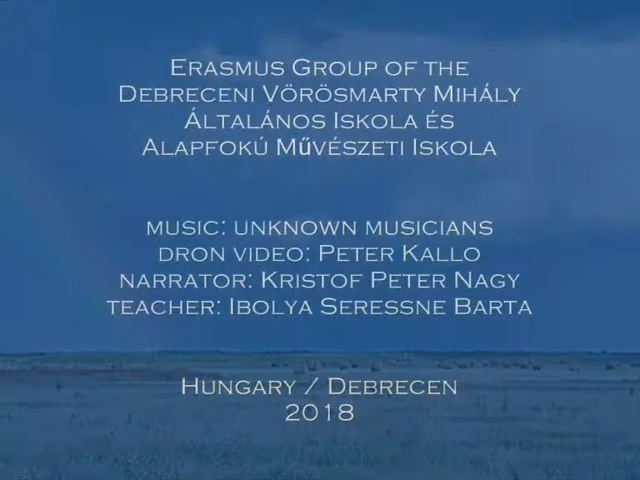 Erasmus Group of the
Debreceni Vörösmarty Mihály
Általános Iskola és
Alapfokú Művészeti Iskola
music: unknown musicians
dron video: Peter Kallo
narrator: Kristof Peter Nagy
teacher: Ibolya Seressne Barta
Hungary / Debrecen
2018